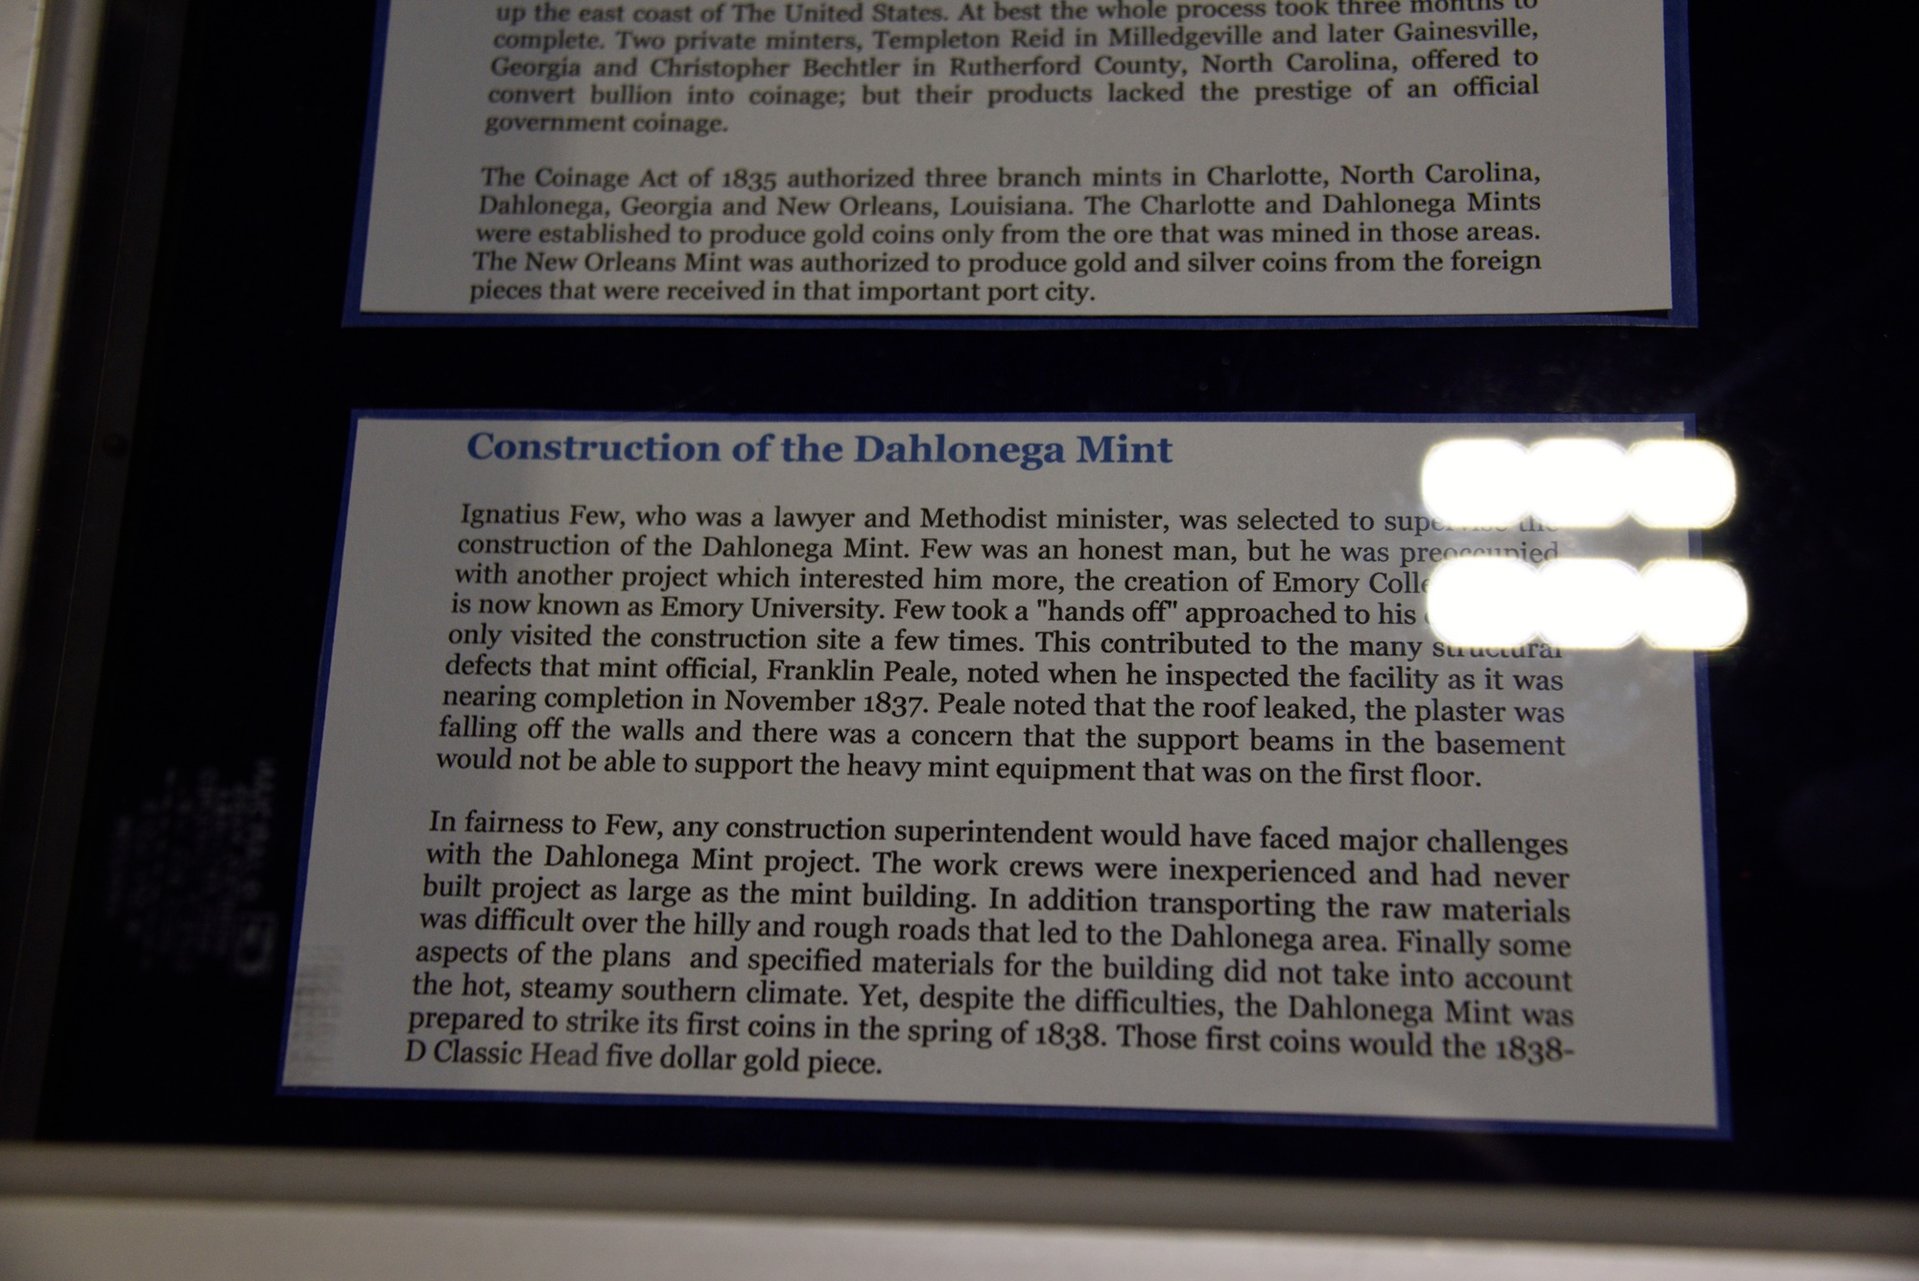 up the east coast of The United States. At best the whole process took three months to
complete. Two private minters, Templeton Reid in Milledgeville and later Gainesville,
Georgia and Christopher Bechtler in Rutherford County, North Carolina, offered to
convert bullion into coinage; but their products lacked the prestige of an official
government coinage.
The Coinage Act of 1835 authorized three branch mints in Charlotte, North Carolina,
Dahlonega, Georgia and New Orleans, Louisiana. The Charlotte and Dahlonega Mints
were established to produce gold coins only from the ore that was mined in those areas.
The New Orleans Mint was authorized to produce gold and silver coins from the foreign
pieces that were received in that important port city.
Construction of the Dahlonega Mint
Ignatius Few, who was a lawyer and Methodist minister, was selected to supervise the
construction of the Dahlonega Mint. Few was an honest man, but he was preoccupied
with another project which interested him more, the creation of Emory
is now known as Emory University. Few took a "hands off" approached to his
only visited the construction site a few times. This contributed to the many structural
defects that mint official, Franklin Peale, noted when he inspected the facility as it was
nearing completion in November 1837. Peale noted that the roof leaked, the plaster was
falling off the walls and there was a concern that the support beams in the basement
would not be able to support the heavy mint equipment that was on the first floor.
In fairness to Few, any construction superintendent would have faced major challenges
with the Dahlonega Mint project. The work crews were inexperienced and had never
built project as large as the mint building. In addition transporting the raw materials
was difficult over the hilly and rough roads that led to the Dahlonega area. Finally some
aspects of the plans and specified materials for the building did not take into account
the hot, steamy southern climate. Yet, despite the difficulties, the Dahlonega Mint was
prepared to strike its first coins in the spring of 1838. Those first coins would the 1838-
D Classic Head five dollar gold piece.